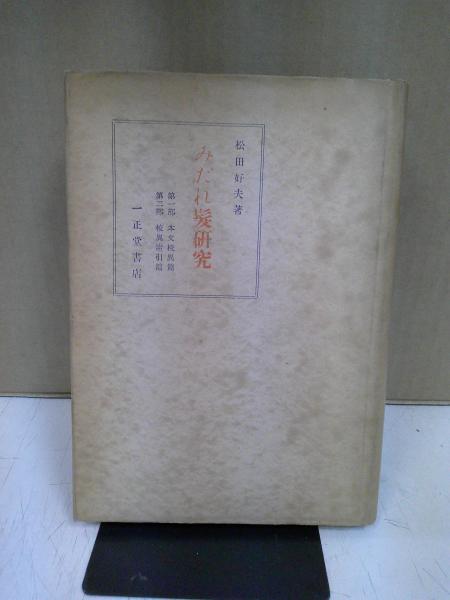 松田好夫著
みだれ髪研究
第一部 本文校異篇
第二部 校異索引篇
一正堂書店